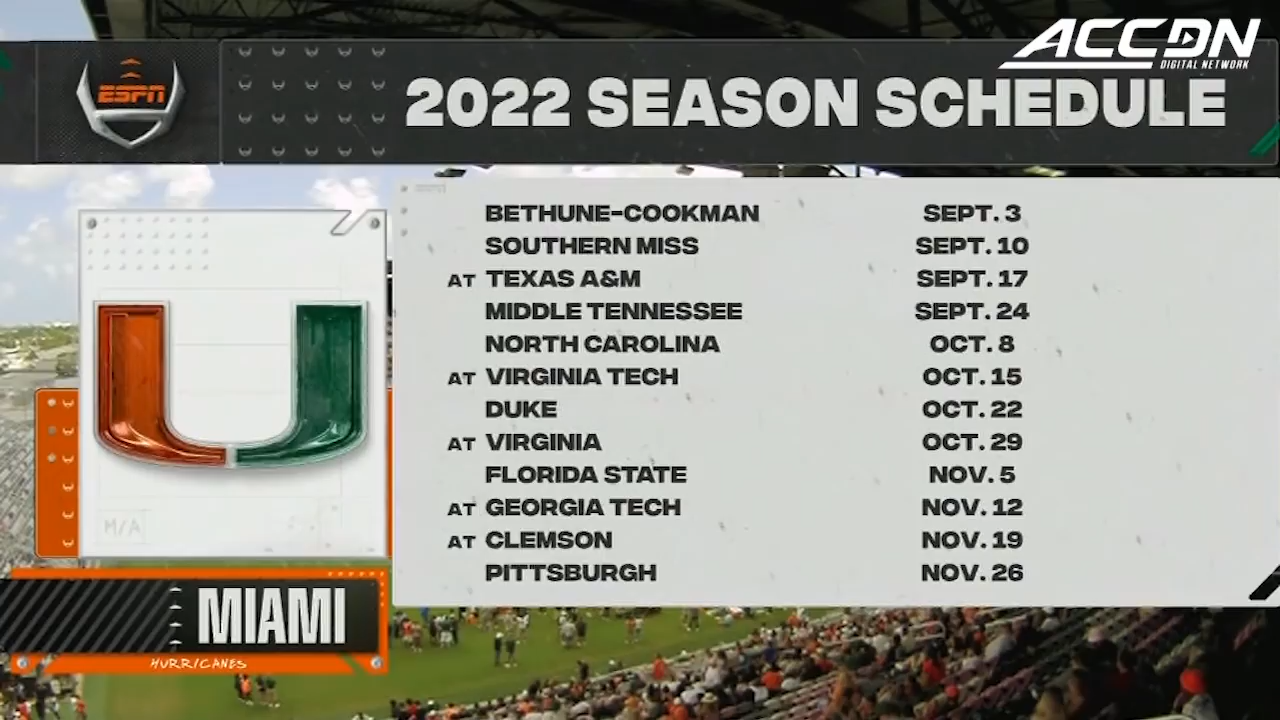 ACCDN
DIGITAL NETWORK
ESPN
2022 SEASON SCHEDULE
BETHUNE-COOKMAN SEPT. 3
SOUTHERN MISS SEPT. 10
AT TEXAS A&M SEPT. 17
MIDDLE TENNESSEE SEPT. 24
NORTH CAROLINA OCT. 8
AT VIRGINIA TECH OCT. 15
DUKE OCT. 22
AT VIRGINIA OCT. 29
FLORIDA STATE NOV. 5
AT GEORGIA TECH NOV. 12
AT CLEMSON NOV. 19
PITTSBURGH NOV. 26
U
M/A
MIAMI
HURRICANES